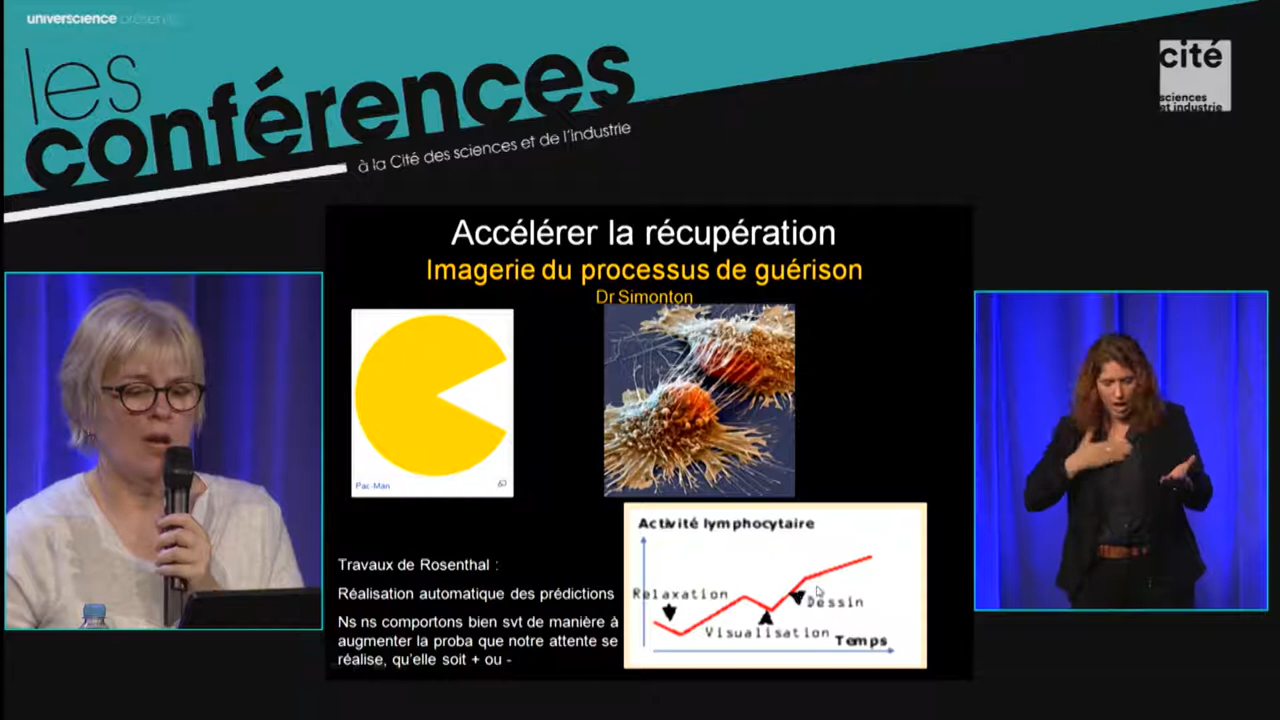 universcience présente
les
conférences
à la Cité des sciences et de l'industrie
cité
sciences
et industrie
Accélérer la récupération
Imagerie du processus de guérison
Dr Simonton
Pac-Man
Travaux de Rosenthal :
Réalisation automatique des prédictions
Ns ns comportons bien svt de manière à
augmenter la proba que notre attente se
réalise, qu'elle soit + ou -
Activité lymphocytaire
Relaxation
Dessin
Visualisation
Temps